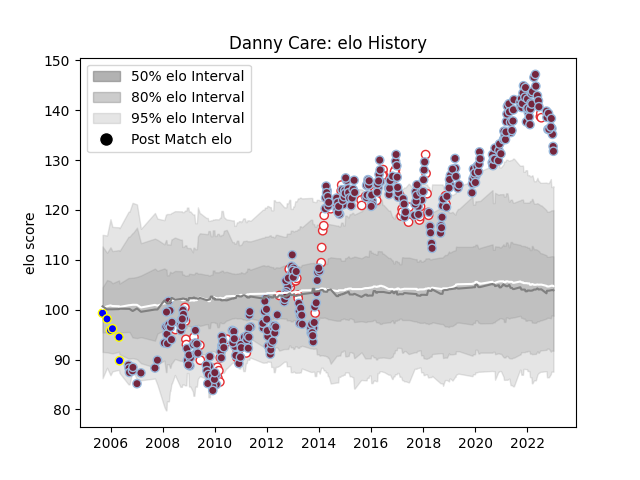 Danny Care: elo History
elo score
150
140
130
120
110
100
90
80
50% elo Interval
80% elo Interval
95% elo Interval
Post Match elo
2006 2008 2010 2012 2014 2016 2018 2020 2022